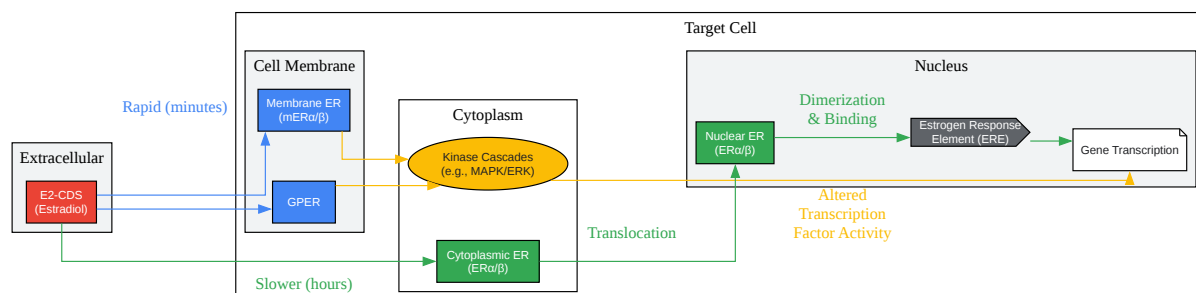 Target Cell
Cell Membrane
Nucleus
Membrane ER
(mERα/β)
Rapid (minutes)
Dimerization
& Binding
Cytoplasm
Extracellular
Nuclear ER
(ERα/β)
Estrogen Response
Element (ERE)
Gene Transcription
Kinase Cascades
(e.g., MAPK/ERK)
E2-CDS
(Estradiol)
GPER
Altered
Transcription
Factor Activity
Translocation
Cytoplasmic ER
(ERα/β)
Slower (hours)